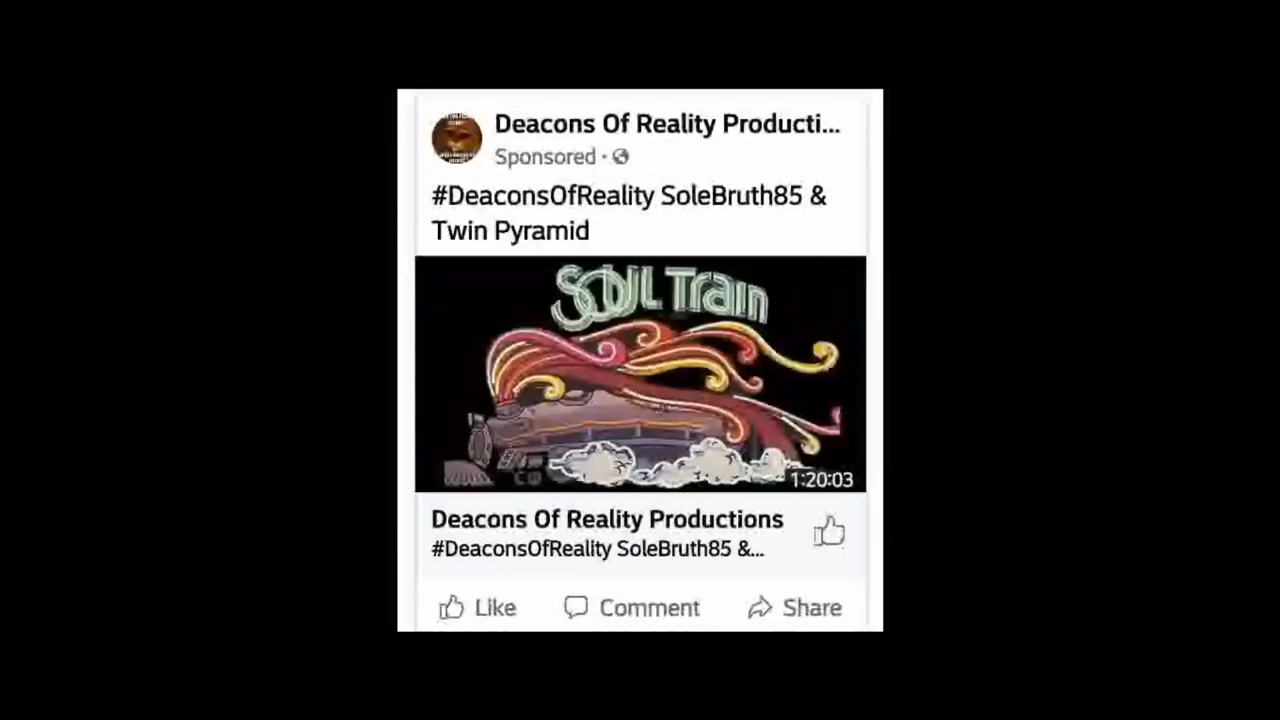 Deacons Of Reality Producti...
Sponsored ·
#DeaconsOfReality SoleBruth85 &
Twin Pyramid
SOUL Train
1:20:03
Deacons Of Reality Productions
#DeaconsOfReality SoleBruth85 &...
Like Comment Share